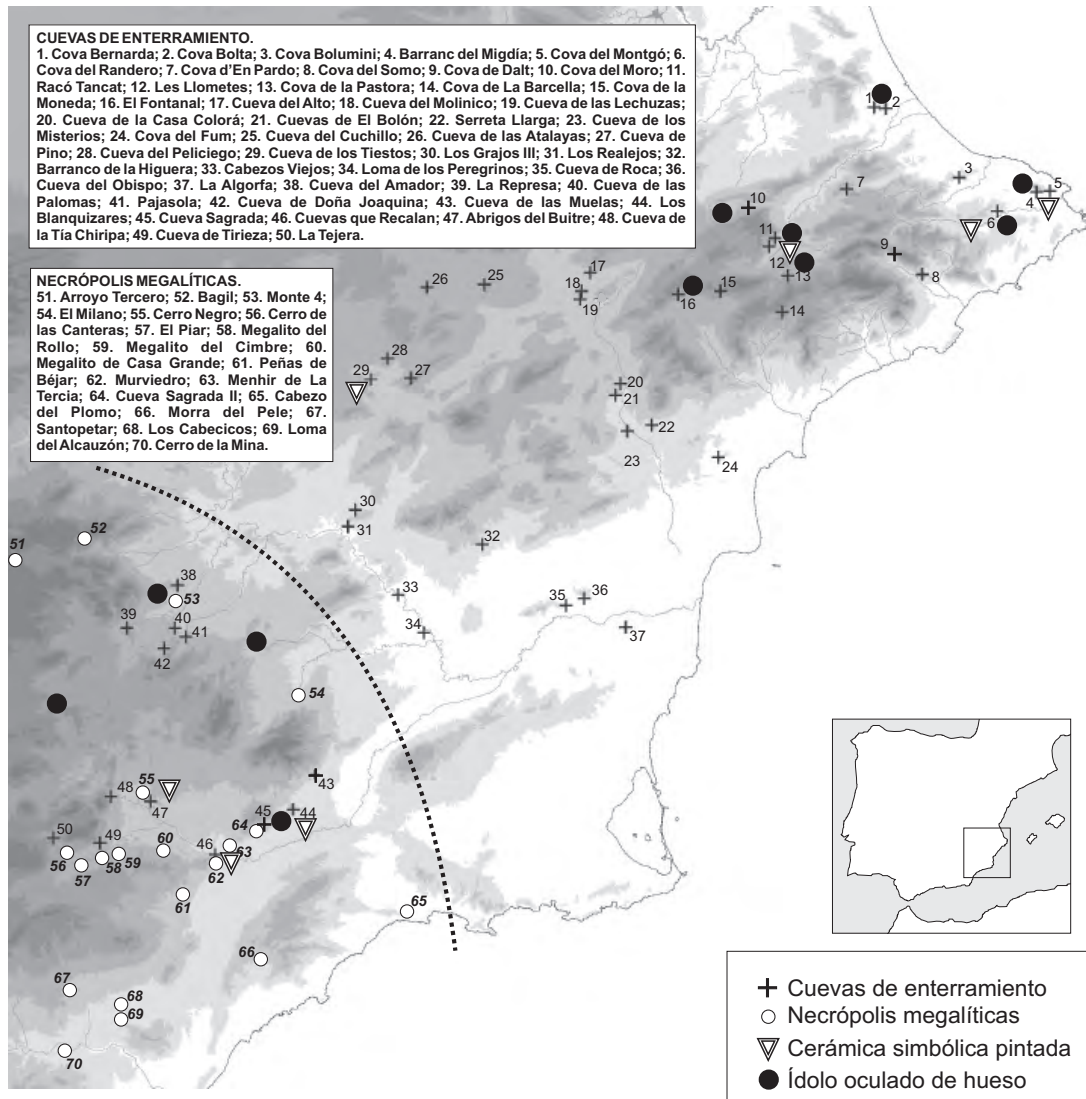 CUEVAS DE ENTERRAMIENTO.
1. Cova Bernarda; 2. Cova Bolta; 3. Cova Bolumini; 4. Barranc del Migdía; 5. Cova del Montgó; 6.
Cova del Randero; 7. Cova d'En Pardo; 8. Cova del Somo; 9. Cova de Dalt; 10. Cova del Moro; 11.
Racó Tancat; 12. Les Llometes; 13. Cova de la Pastora; 14. Cova de La Barcella; 15. Cova de la
Moneda; 16. El Fontanal; 17. Cueva del Alto; 18. Cueva del Molinico; 19. Cueva de las Lechuzas;
20. Cueva de la Casa Colorá; 21. Cuevas de El Bolón; 22. Serreta Llarga; 23. Cueva de los
Misterios; 24. Cova del Fum; 25. Cueva del Cuchillo; 26. Cueva de las Atalayas; 27. Cueva de
Pino; 28. Cueva del Peliciego; 29. Cueva de los Tiestos; 30. Los Grajos III; 31. Los Realejos; 32.
Barranco de la Higuera; 33. Cabezos Viejos; 34. Loma de los Peregrinos; 35. Cueva de Roca; 36.
Cueva del Obispo; 37. La Algorfa; 38. Cueva del Amador; 39. La Represa; 40. Cueva de las
Palomas; 41. Pajasola; 42. Cueva de Doña Joaquina; 43. Cueva de las Muelas; 44. Los
Blanquizares; 45. Cueva Sagrada; 46. Cuevas que Recalan; 47. Abrigos del Buitre; 48. Cueva de
la Tía Chiripa; 49. Cueva de Tirieza; 50. La Tejera.
NECRÓPOLIS MEGALÍTICAS.
51. Arroyo Tercero; 52. Bagil; 53. Monte 4;
54. El Milano; 55. Cerro Negro; 56. Cerro
de las Canteras; 57. El Piar; 58. Megalito del
Rollo; 59. Megalito del Cimbre; 60.
Megalito de Casa Grande; 61. Peñas de
Béjar; 62. Murviedro; 63. Menhir de La
Tercia; 64. Cueva Sagrada II; 65. Cabezo
del Plomo; 66. Morra del Pele; 67.
Santopetar; 68. Los Cabecicos; 69. Loma
del Alcauzón; 70. Cerro de la Mina.
1
2
3
4
5
6
7
8
9
10
11
12
13
14
15
16
17
18
19
20
21
22
23
24
25
26
27
28
29
30
31
32
33
34
35
36
37
38
39
40
41
42
43
44
45
46
47
48
49
50
51
52
53
54
55
56
57
58
59
60
61
62
63
64
65
66
67
68
69
70
Cuevas de enterramiento
Necrópolis megalíticas
Cerámica simbólica pintada
Ídolo oculado de hueso